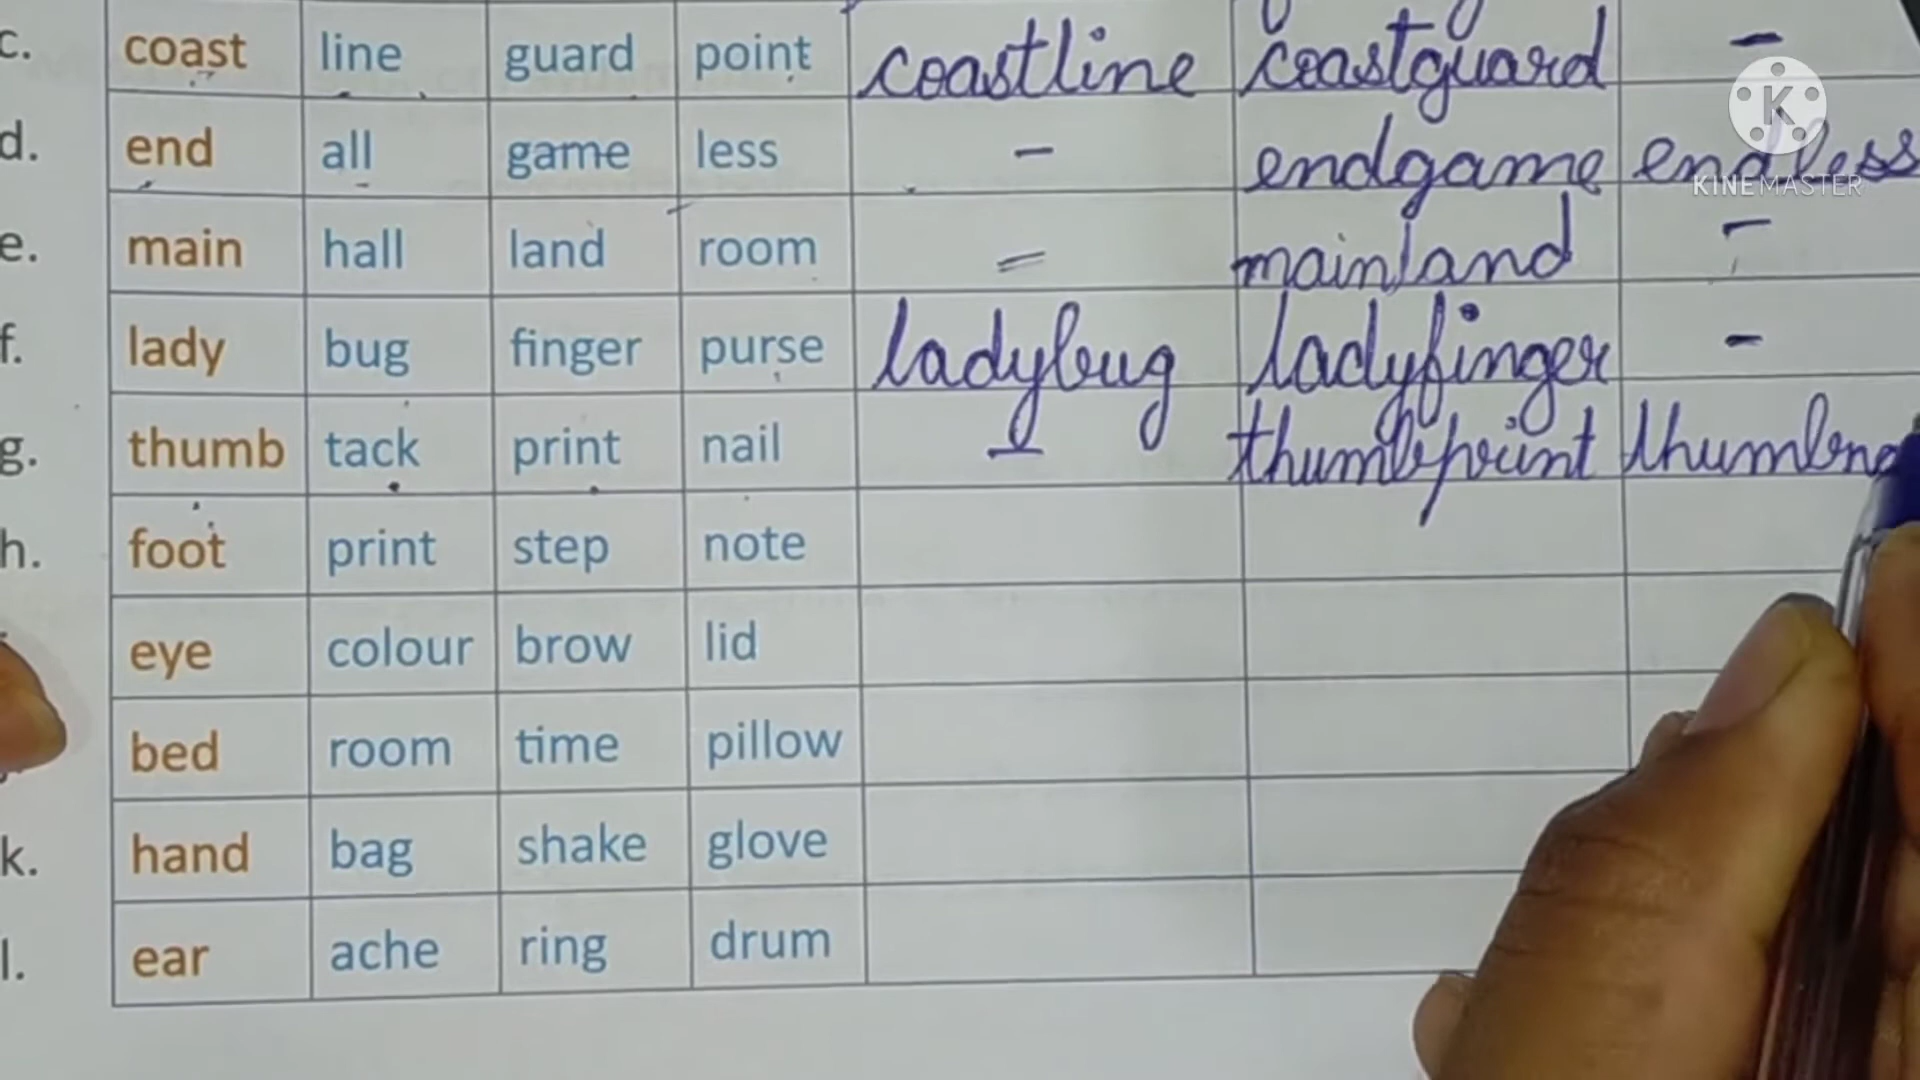 c. coast line guard point coastline coastguard -
d. end all game less - endgame endless
e. main hall land room = mainland -
f. lady bug finger purse ladybug ladyfinger -
g. thumb tack print nail - thumbprint thumbna
h. foot print step note
eye colour brow lid
bed room time pillow
k. hand bag shake glove
l. ear ache ring drum
K
KINEMASTER